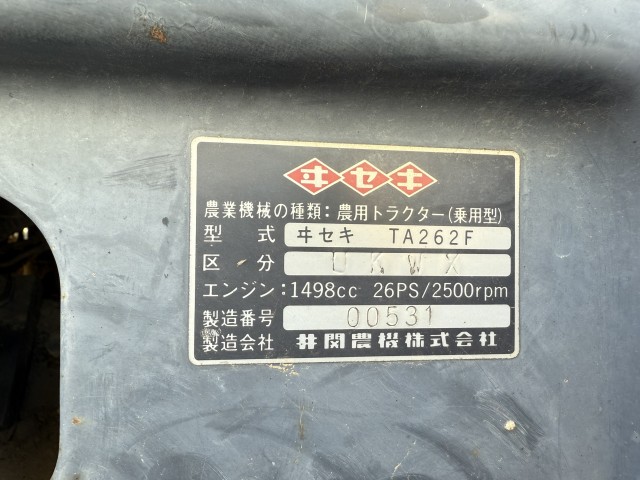 ヰセキ
農業機械の種類:農用トラクター(乗用型)
型式 ヰセキ TA262F
区分 UKWX
エンジン:1498cc 26PS/2500rpm
製造番号 00531
製造会社 井関農機株式会社